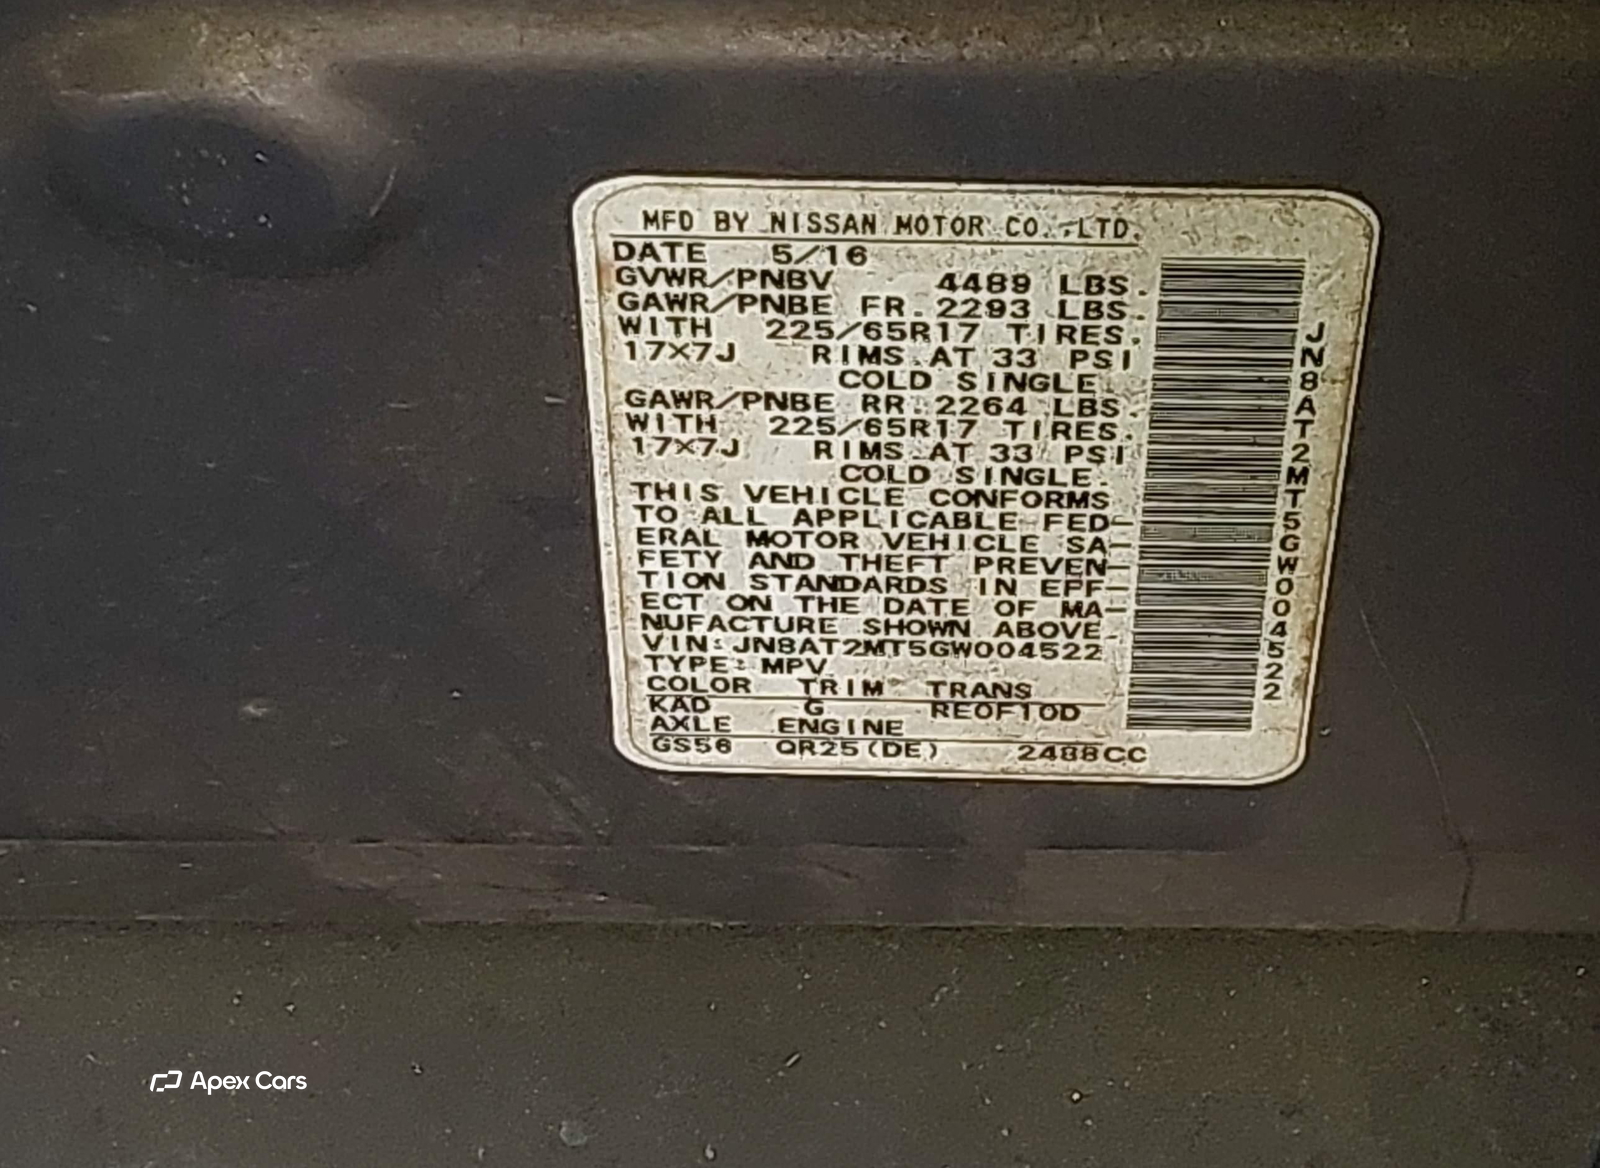 MFD BY NISSAN MOTOR CO.,LTD.
DATE 5/16
GVWR/PNBV 4489 LBS.
GAWR/PNBE FR.2293 LBS.
WITH 225/65R17 TIRES.
17X7J RIMS AT 33 PSI
COLD SINGLE.
GAWR/PNBE RR.2264 LBS.
WITH 225/65R17 TIRES.
17X7J RIMS AT 33 PSI
COLD SINGLE.
THIS VEHICLE CONFORMS
TO ALL APPLICABLE FED-
ERAL MOTOR VEHICLE SA-
FETY AND THEFT PREVEN-
TION STANDARDS IN EFF-
ECT ON THE DATE OF MA-
NUFACTURE SHOWN ABOVE.
VIN:JN8AT2MT5GW004522
TYPE:MPV
COLOR TRIM TRANS
KAD G RE0F10D
AXLE ENGINE
GS56 QR25(DE) 2488CC
JN8AT2MT5GW004522
Apex Cars